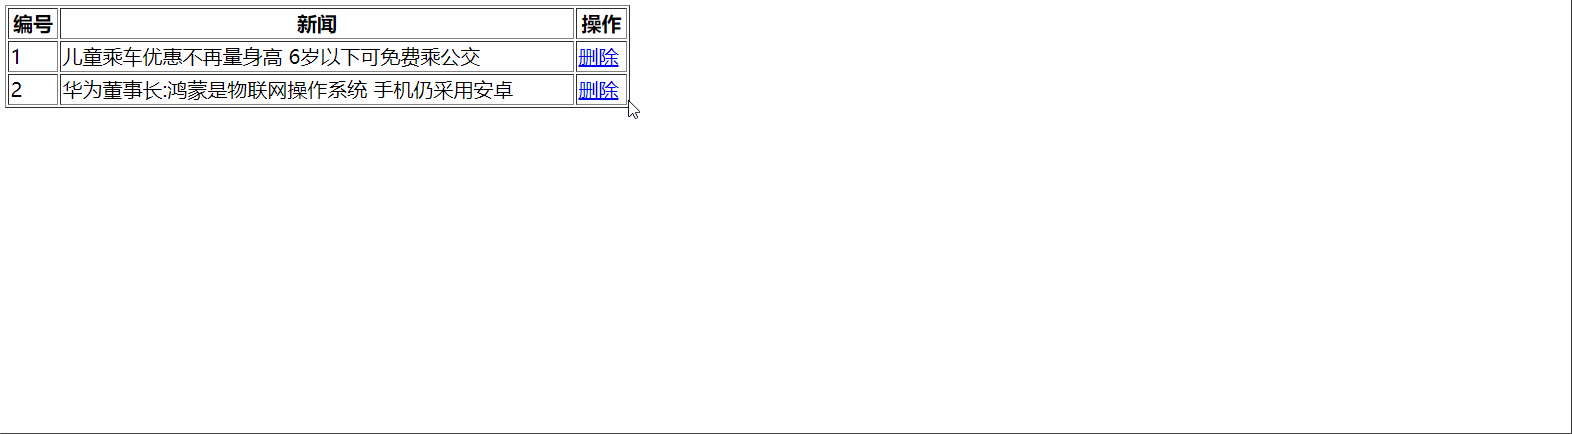 编号 新闻 操作
1 儿童乘车优惠不再量身高 6岁以下可免费乘公交 删除
2 华为董事长:鸿蒙是物联网操作系统 手机仍采用安卓 删除